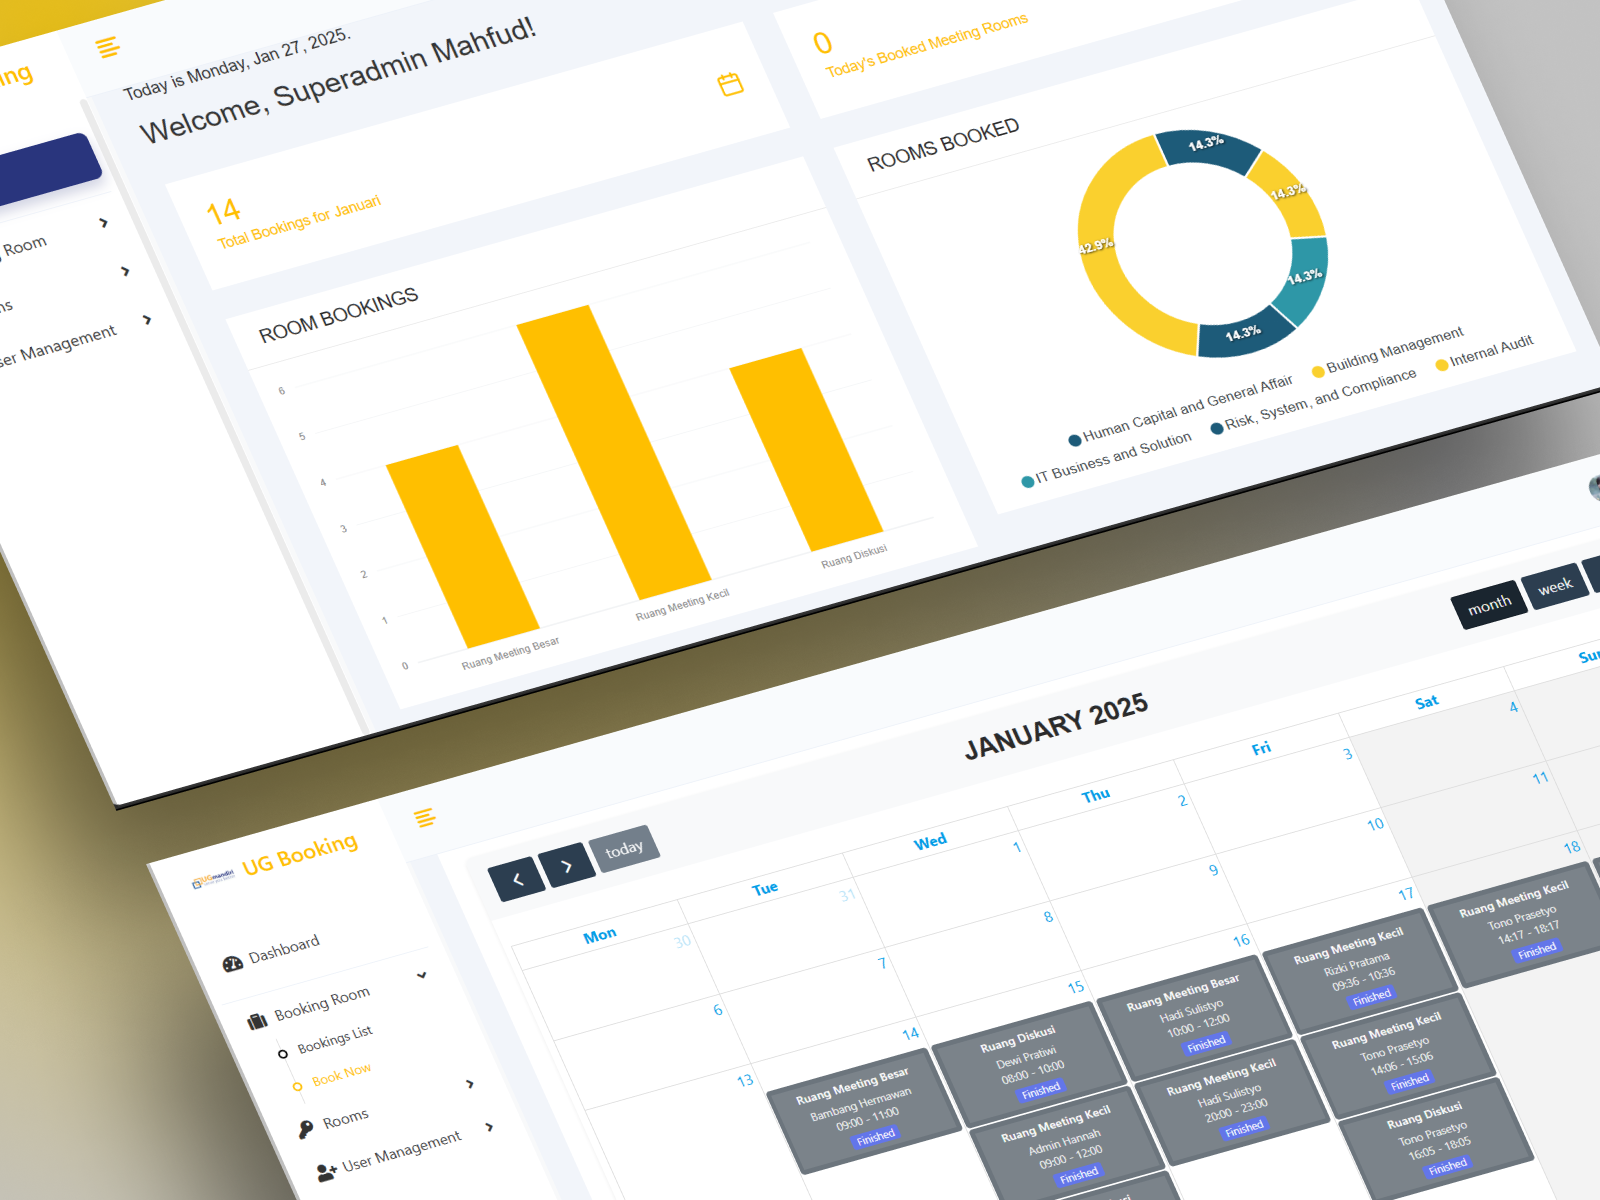 Today is Monday, Jan 27, 2025.
Welcome, Superadmin Mahfud!
Room
User Management
14
Total Bookings for Januari
0
Today's Booked Meeting Rooms
ROOM BOOKINGS
6
5
4
3
2
1
0
Ruang Meeting Besar
Ruang Meeting Kecil
Ruang Diskusi
ROOMS BOOKED
14.3%
14.3%
14.3%
14.3%
42.9%
Human Capital and General Affair
Building Management
IT Business and Solution
Risk, System, and Compliance
Internal Audit
UGmandiri
UG Booking
Dashboard
Booking Room
Bookings List
Book Now
Rooms
User Management
today
JANUARY 2025
month
week
Mon
Tue
Wed
Thu
Fri
Sat
Sun
30
31
1
2
3
4
6
7
8
9
10
11
13
14
15
16
17
18
Ruang Meeting Besar
Bambang Hermawan
09:00 - 11:00
Finished
Ruang Diskusi
Dewi Pratiwi
08:00 - 10:00
Finished
Ruang Meeting Kecil
Admin Hannah
09:00 - 12:00
Finished
Ruang Meeting Besar
Hadi Sulistyo
10:00 - 12:00
Finished
Ruang Meeting Kecil
Hadi Sulistyo
20:00 - 23:00
Finished
Ruang Meeting Kecil
Rizki Pratama
09:36 - 10:36
Finished
Ruang Meeting Kecil
Tono Prasetyo
14:06 - 15:06
Finished
Ruang Diskusi
Tono Prasetyo
16:05 - 18:05
Finished
Ruang Meeting Kecil
Tono Prasetyo
14:17 - 18:17
Finished